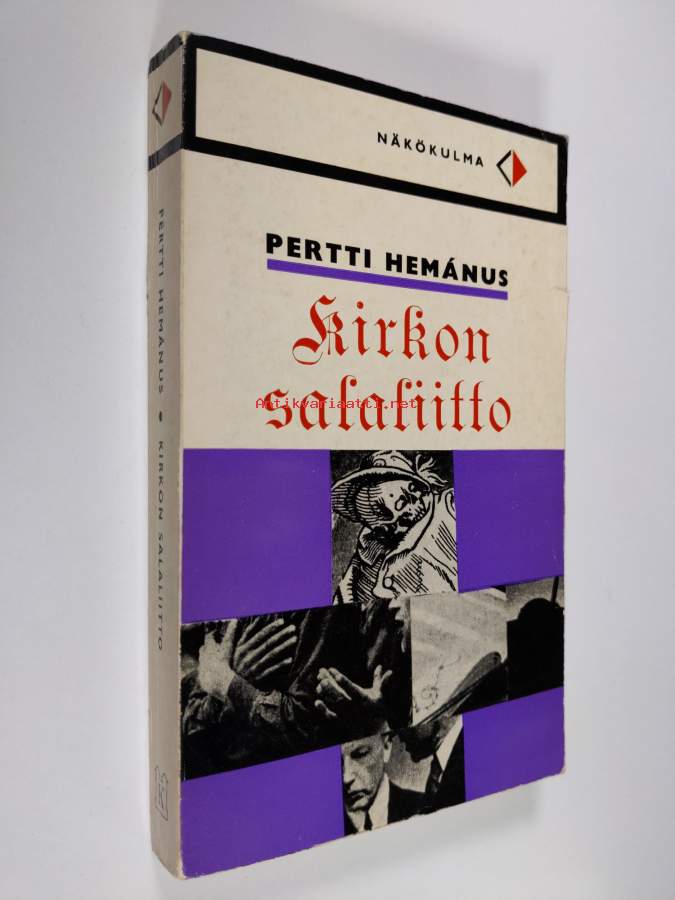 NÄKÖKULMA
PERTTI HEMÁNUS
Kirkon
salaliitto
Antikvariaatti.net
PERTTI HEMÁNUS • KIRKON SALALIITTO